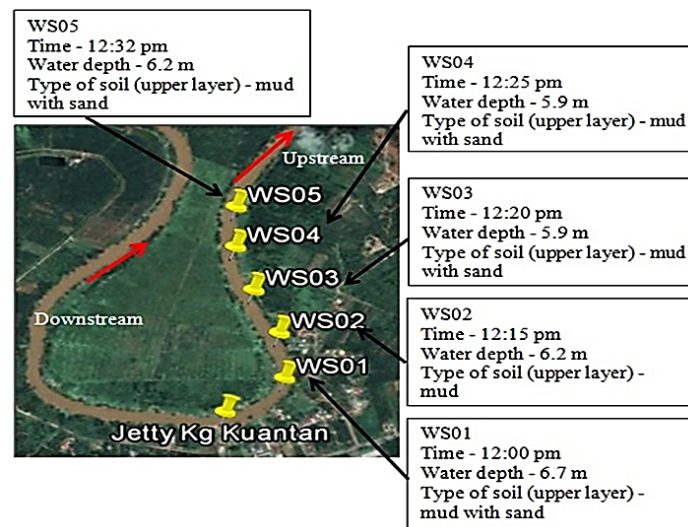 WS05
Time - 12:32 pm
Water depth - 6.2 m
Type of soil (upper layer) - mud
with sand
WS04
Time - 12:25 pm
Water depth - 5.9 m
Type of soil (upper layer) - mud
with sand
WS03
Time - 12:20 pm
Water depth - 5.9 m
Type of soil (upper layer) - mud
with sand
WS02
Time - 12:15 pm
Water depth - 6.2 m
Type of soil (upper layer) -
mud
WS01
Time - 12:00 pm
Water depth - 6.7 m
Type of soil (upper layer) -
mud with sand
Upstream
WS05
WS04
WS03
Downstream
WS02
WS01
Jetty Kg Kuantan